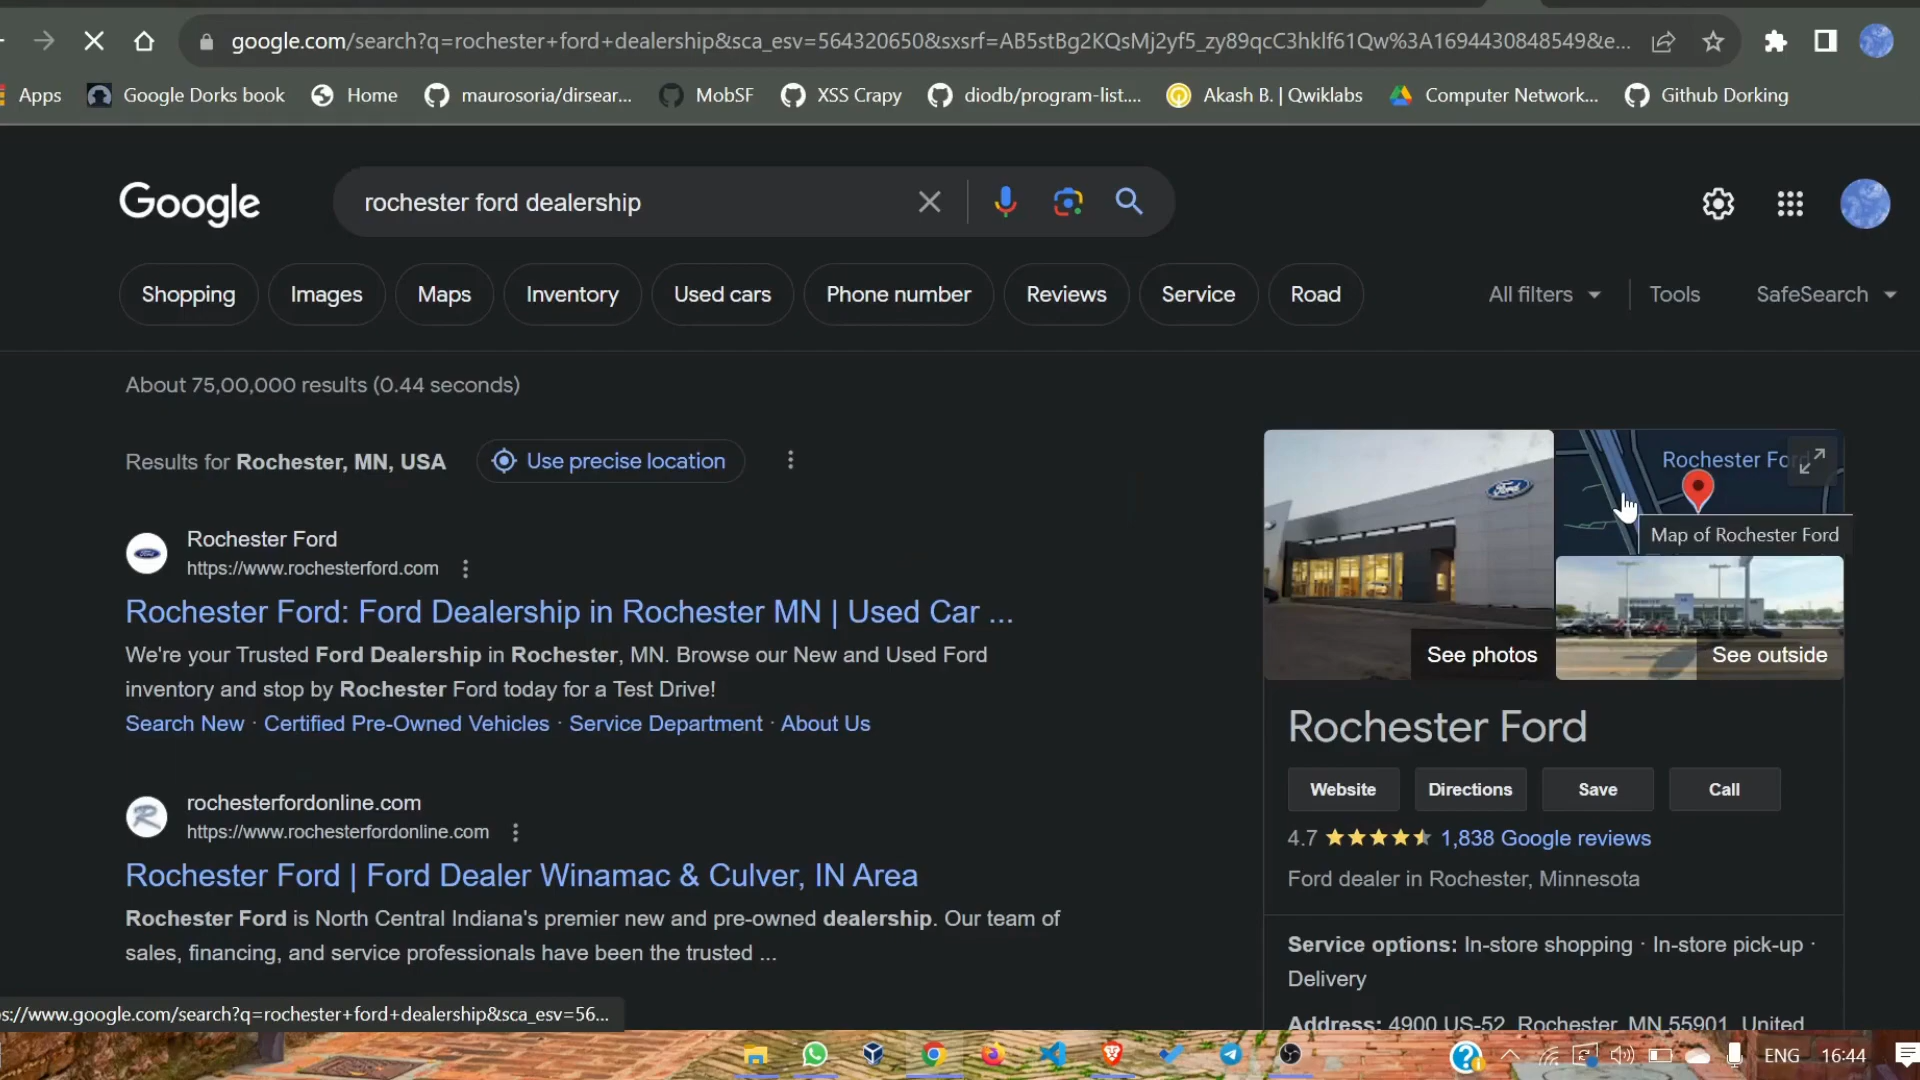 google.com/search?q=rochester+ford+dealership&sca_esv=564320650&sxsrf=AB5stBg2KQsMj2yf5_zy89qcC3hklf61Qw%3A1694430848549&e...
Apps Google Dorks book Home maurosoria/dirsear... MobSF XSS Crapy diodb/program-list.... Akash B. | Qwiklabs Computer Network... Github Dorking
Google rochester ford dealership
Shopping Images Maps Inventory Used cars Phone number Reviews Service Road All filters Tools SafeSearch
About 75,00,000 results (0.44 seconds)
Results for Rochester, MN, USA Use precise location
Rochester Ford
https://www.rochesterford.com
Rochester Ford: Ford Dealership in Rochester MN | Used Car ...
We're your Trusted Ford Dealership in Rochester, MN. Browse our New and Used Ford
inventory and stop by Rochester Ford today for a Test Drive!
Search New · Certified Pre-Owned Vehicles · Service Department · About Us
rochesterfordonline.com
https://www.rochesterfordonline.com
Rochester Ford | Ford Dealer Winamac & Culver, IN Area
Rochester Ford is North Central Indiana's premier new and pre-owned dealership. Our team of
sales, financing, and service professionals have been the trusted ...
s://www.google.com/search?q=rochester+ford+dealership&sca_esv=56...
Ford
Rochester
Map of Rochester Ford
See photos
See outside
Rochester Ford
Website Directions Save Call
4.7 1,838 Google reviews
Ford dealer in Rochester, Minnesota
Service options: In-store shopping · In-store pick-up ·
Delivery
Address: 4900 US-52, Rochester, MN 55901, United
ENG 16:44